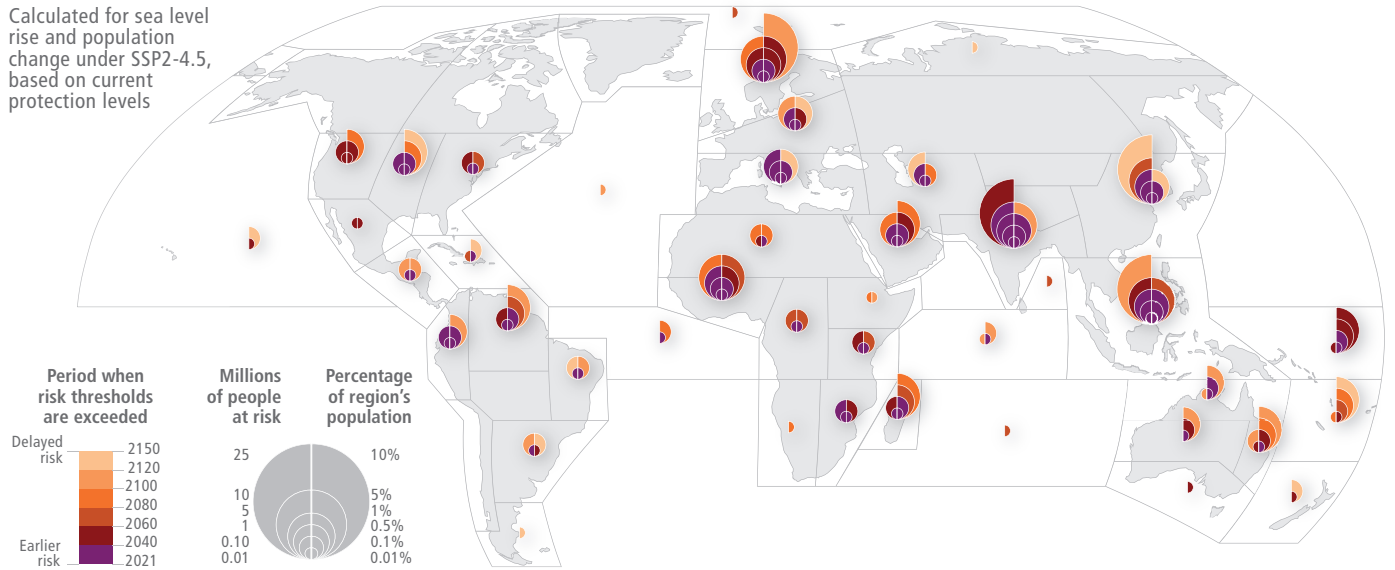 Calculated for sea level
rise and population
change under SSP2-4.5,
based on current
protection levels
Period when
risk thresholds
are exceeded
Delayed
risk
2150
2120
2100
2080
2060
2040
2021
Earlier
risk
Millions
of people
at risk
Percentage
of region's
population
25
10%
10
5%
5
1%
1
0.5%
0.10
0.1%
0.01
0.01%